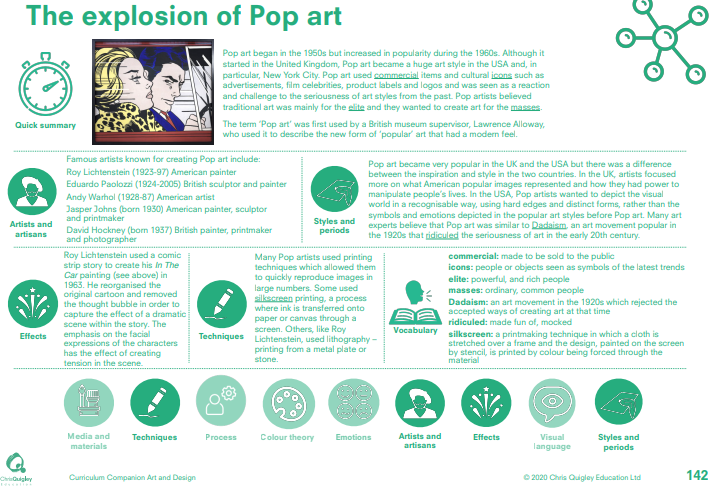 The explosion of Pop art
Pop art began in the 1950s but increased in popularity during the 1960s. Although it
started in the United Kingdom, Pop art became a huge art style in the USA and, in
particular, New York City. Pop art used commercial items and cultural icons such as
advertisements, film celebrities, product labels and logos and was seen as a reaction
and challenge to the seriousness of art styles from the past. Pop artists believed
traditional art was mainly for the elite and they wanted to create art for the masses.
The term 'Pop art' was first used by a British museum supervisor, Lawrence Alloway,
who used it to describe the new form of 'popular' art that had a modern feel.
Quick summary
Famous artists known for creating Pop art include:
Roy Lichtenstein (1923-97) American painter
Eduardo Paolozzi (1924-2005) British sculptor and painter
Andy Warhol (1928-87) American artist
Jasper Johns (born 1930) American painter, sculptor
and printmaker
David Hockney (born 1937) British painter, printmaker
and photographer
Artists and
artisans
Pop art became very popular in the UK and the USA but there was a difference
between the inspiration and style in the two countries. In the UK, artists focused
more on what American popular images represented and how they had power to
manipulate people's lives. In the USA, Pop artists wanted to depict the visual
world in a recognisable way, using hard edges and distinct forms, rather than the
symbols and emotions depicted in the popular art styles before Pop art. Many art
experts believe that Pop art was similar to Dadaism, an art movement popular in
the 1920s that ridiculed the seriousness of art in the early 20th century.
Styles and
periods
Roy Lichtenstein used a comic
strip story to create his In The
Car painting (see above) in
1963. He reorganised the
original cartoon and removed
the thought bubble in order to
capture the effect of a dramatic
scene within the story. The
emphasis on the facial
expressions of the characters
has the effect of creating
tension in the scene.
Effects
Many Pop artists used printing
techniques which allowed them
to quickly reproduce images in
large numbers. Some used
silkscreen printing, a process
where ink is transferred onto
paper or canvas through a
screen. Others, like Roy
Lichtenstein, used lithography –
printing from a metal plate or
stone.
Techniques
commercial: made to be sold to the public
icons: people or objects seen as symbols of the latest trends
elite: powerful, and rich people
masses: ordinary, common people
Dadaism: an art movement in the 1920s which rejected the
accepted ways of creating art at that time
ridiculed: made fun of, mocked
silkscreen: a printmaking technique in which a cloth is
stretched over a frame and the design, painted on the screen
by stencil, is printed by colour being forced through the
material
Vocabulary
Media and
materials
Techniques
Process
Colour theory
Emotions
Artists and
artisans
Effects
Visual
language
Styles and
periods
ChrisQuigley
Education
Curriculum Companion Art and Design
© 2020 Chris Quigley Education Ltd
142